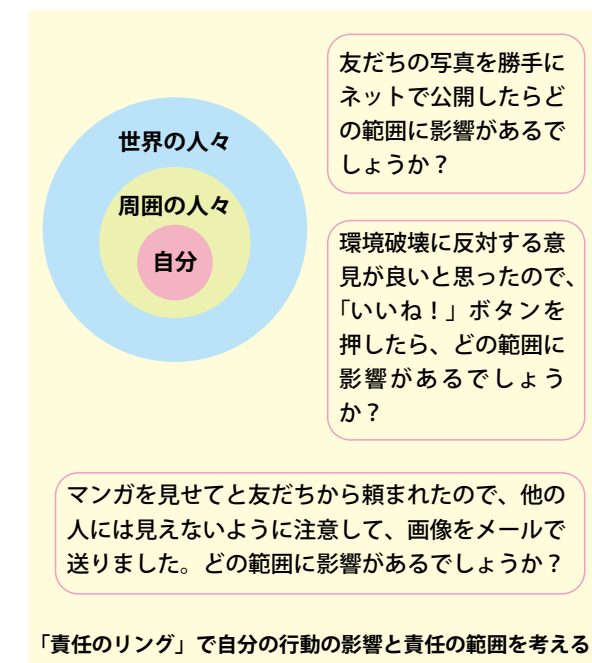 世界の人々
周囲の人々
自分
友だちの写真を勝手に
ネットで公開したらど
の範囲に影響があるで
しょうか？
環境破壊に反対する意
見が良いと思ったので、
「いいね！」ボタンを
押したら、どの範囲に
影響があるでしょう
か？
マンガを見せてと友だちから頼まれたので、他の
人には見えないように注意して、画像をメールで
送りました。どの範囲に影響があるでしょうか？
「責任のリング」で自分の行動の影響と責任の範囲を考える